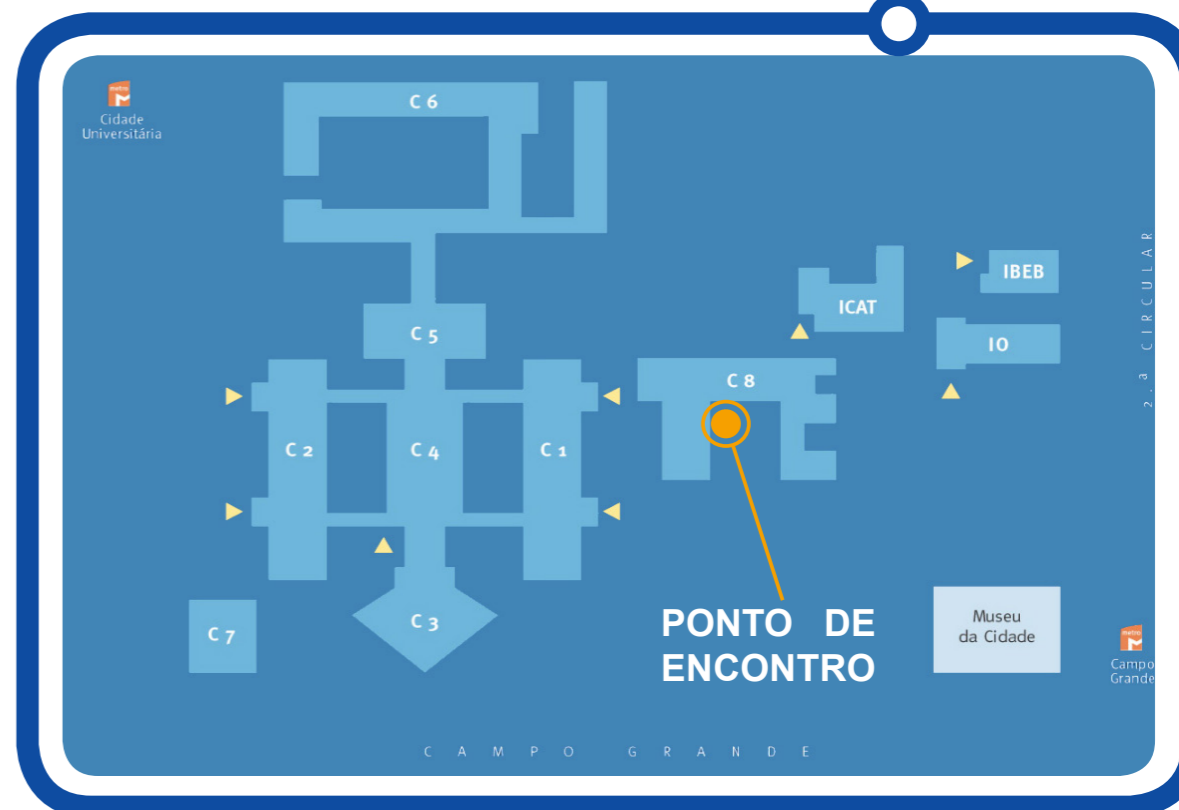 metro
Cidade
Universitária
C 6
IBEB
ICAT
C 5
IO
C 8
2.ª CIRCULAR
C 2
C 4
C 1
C 7
C 3
PONTO DE
ENCONTRO
Museu
da Cidade
metro
Campo
Grande
CAMPO GRANDE